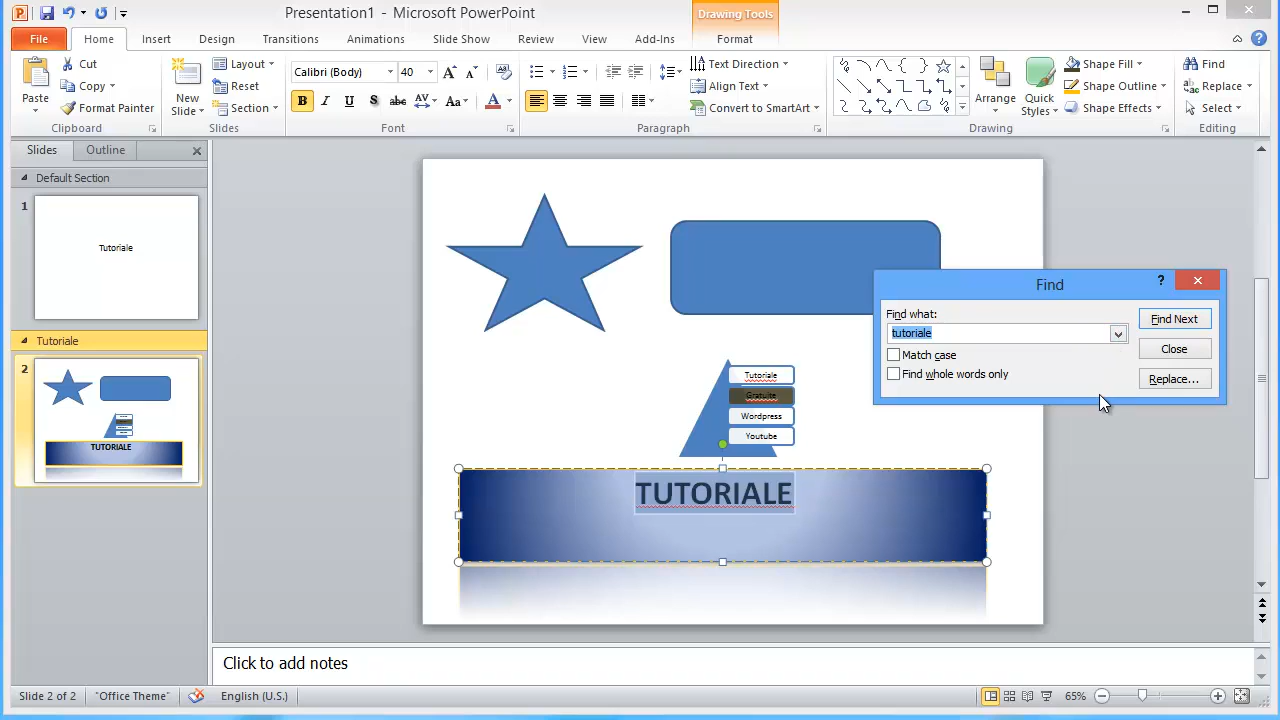 Presentation1 - Microsoft PowerPoint
Drawing Tools
File Home Insert Design Transitions Animations Slide Show Review View Add-Ins Format
Paste
Cut
Copy
Format Painter
Clipboard
New
Slide
Layout
Reset
Section
Slides
Calibri (Body) 40
B I U S abc AV Aa A
Font
Text Direction
Align Text
Convert to SmartArt
Paragraph
Arrange
Quick
Styles
Shape Fill
Shape Outline
Shape Effects
Drawing
Find
Replace
Select
Editing
Slides Outline
Default Section
1
Tutoriale
Tutoriale
2
TUTORIALE
Tutoriale
Gratuite
Wordpress
Youtube
TUTORIALE
Find
?
Find what:
tutoriale
Match case
Find whole words only
Find Next
Close
Replace...
Click to add notes
Slide 2 of 2 "Office Theme" English (U.S.) 65%